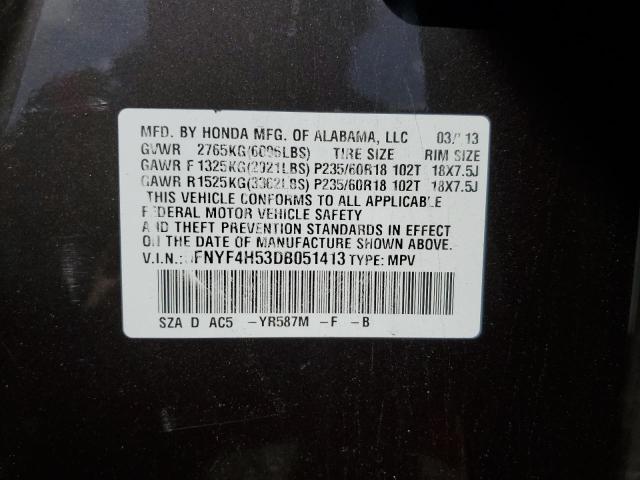 MFD. BY HONDA MFG. OF ALABAMA, LLC 03/ 13
GVWR 2765KG(6095LBS) TIRE SIZE RIM SIZE
GAWR F 1325KG(2921LBS) P235/60R18 102T 18X7.5J
GAWR R 1525KG(3362LBS) P235/60R18 102T 18X7.5J
THIS VEHICLE CONFORMS TO ALL APPLICABLE
FEDERAL MOTOR VEHICLE SAFETY
AND THEFT PREVENTION STANDARDS IN EFFECT
ON THE DATE OF MANUFACTURE SHOWN ABOVE.
V.I.N.: FNYF4H53DB051413 TYPE: MPV
SZA D AC5 -YR587M -F -B